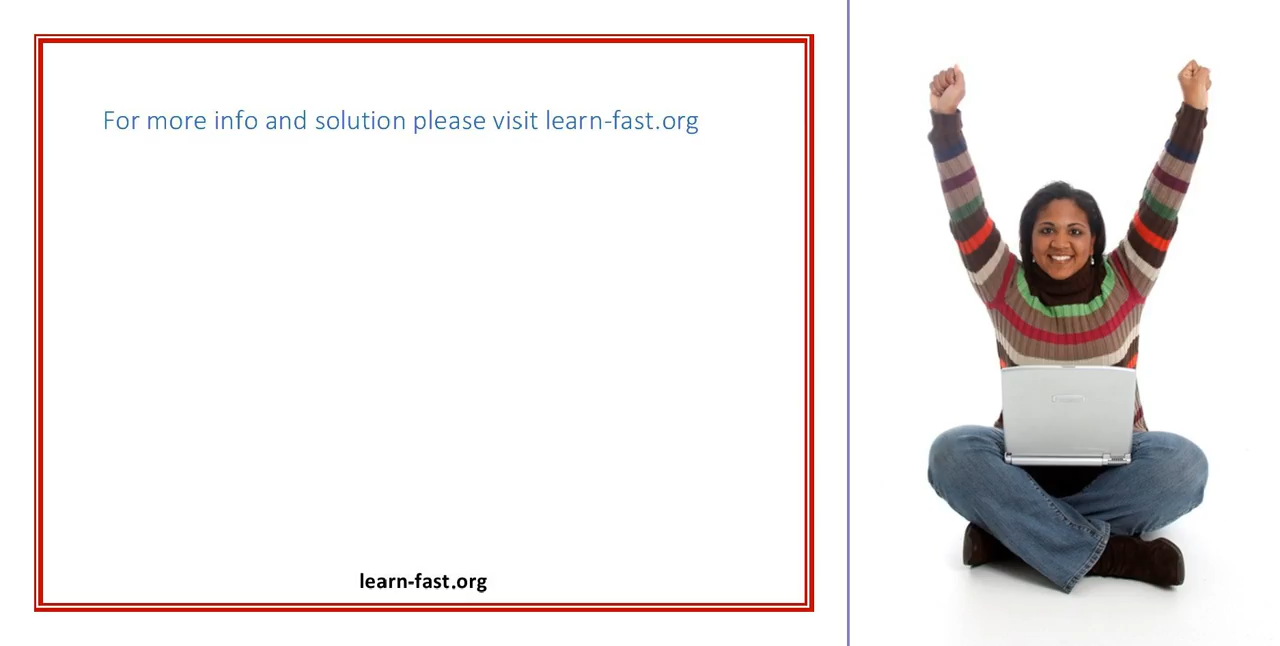 For more info and solution please visit learn-fast.org
learn-fast.org